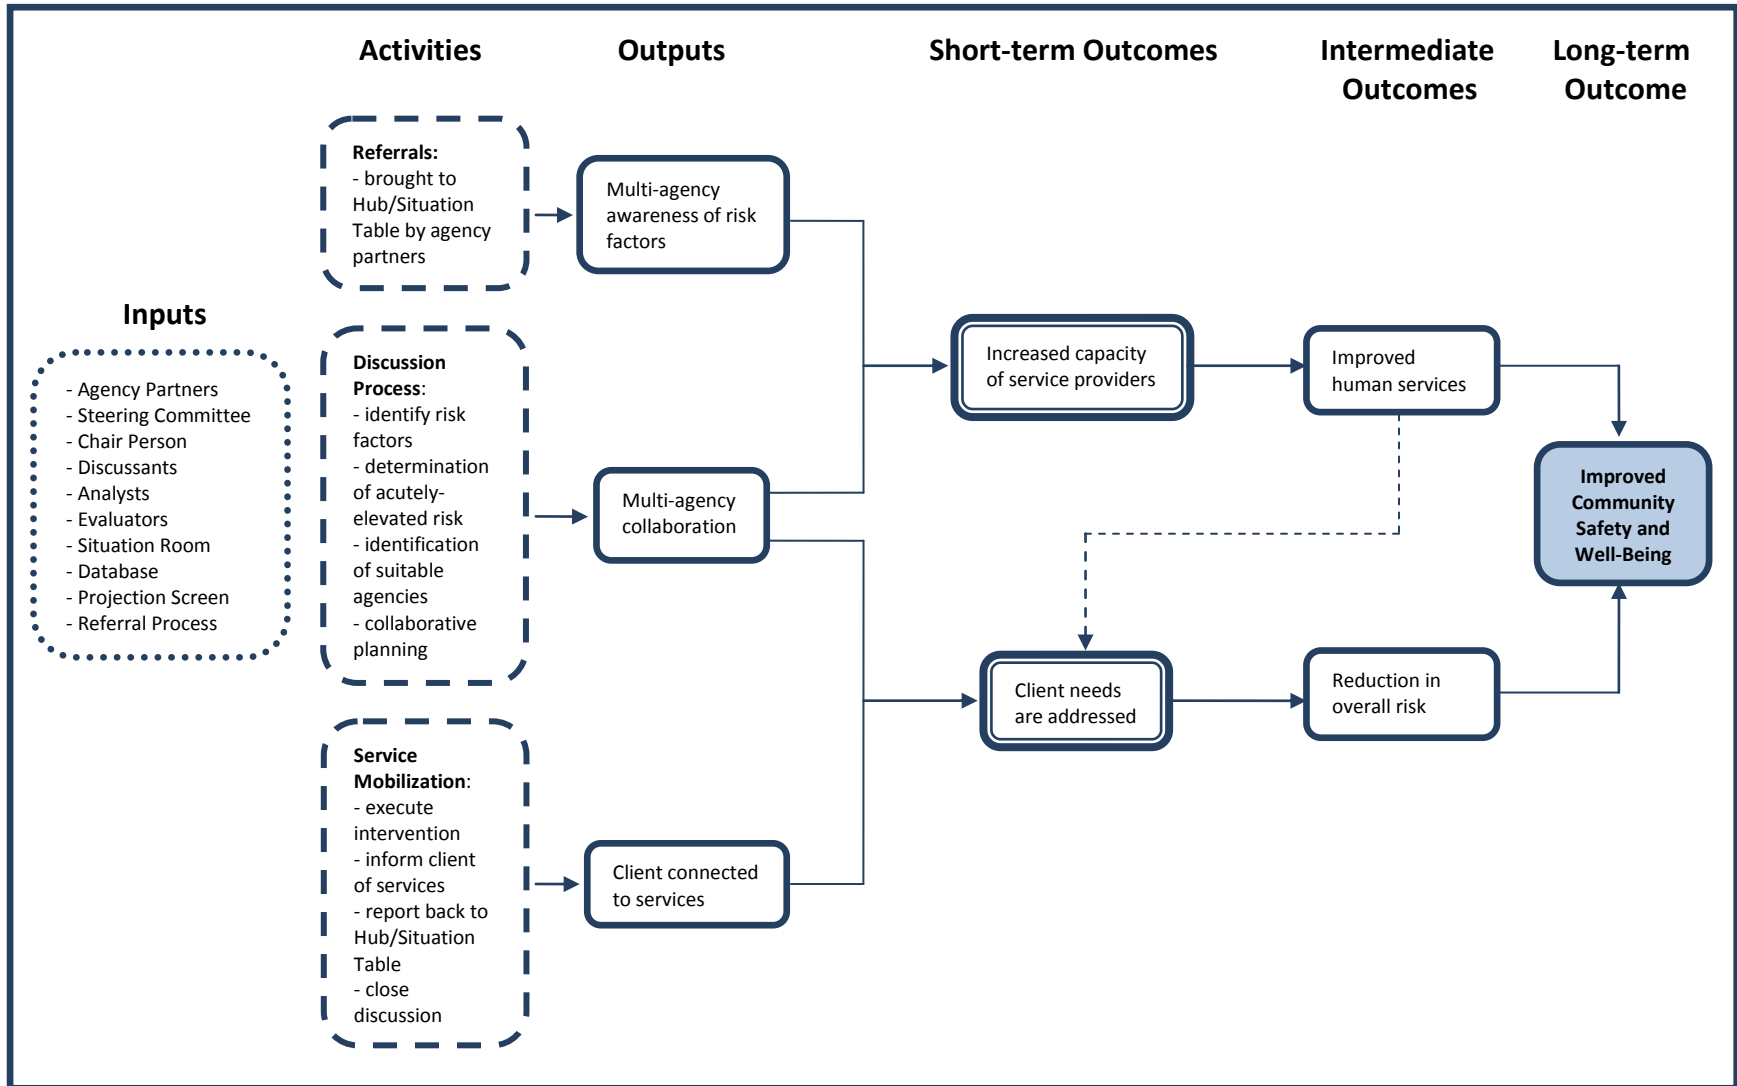 Activities
Outputs
Short-term Outcomes
Intermediate
Outcomes
Long-term
Outcome
Inputs
- Agency Partners
- Steering Committee
- Chair Person
- Discussants
- Analysts
- Evaluators
- Situation Room
- Database
- Projection Screen
- Referral Process
Referrals:
- brought to
Hub/Situation
Table by agency
partners
Discussion
Process:
- identify risk
factors
- determination
of acutely-
elevated risk
- identification
of suitable
agencies
- collaborative
planning
Service
Mobilization:
- execute
intervention
- inform client
of services
- report back to
Hub/Situation
Table
- close
discussion
Multi-agency
awareness of risk
factors
Multi-agency
collaboration
Client connected
to services
Increased capacity
of service providers
Client needs
are addressed
Improved
human services
Reduction in
overall risk
Improved
Community
Safety and
Well-Being